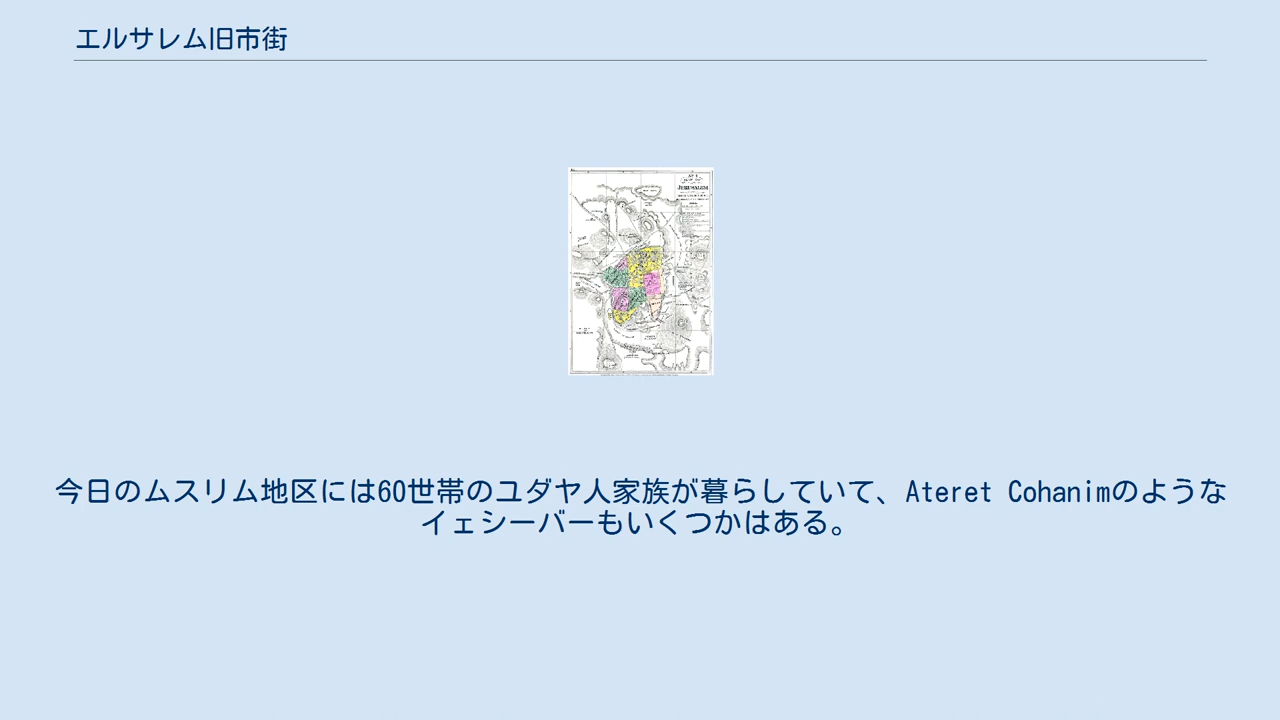 エルサレム旧市街
JERUSALEM
今日のムスリム地区には60世帯のユダヤ人家族が暮らしていて、Ateret Cohanimのような
イェシーバーもいくつかはある。